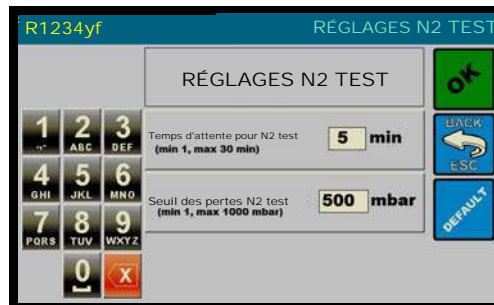 R1234yf
RÉGLAGES N2 TEST
RÉGLAGES N2 TEST
OK
1 2 3
ABC DEF
Temps d'attente pour N2 test
(min 1, max 30 min)
5 min
BACK
ESC
4 5 6
GHI JKL MNO
Seuil des pertes N2 test
(min 1, max 1000 mbar)
500 mbar
DEFAULT
7 8 9
PQRS TUV WXYZ
0 X